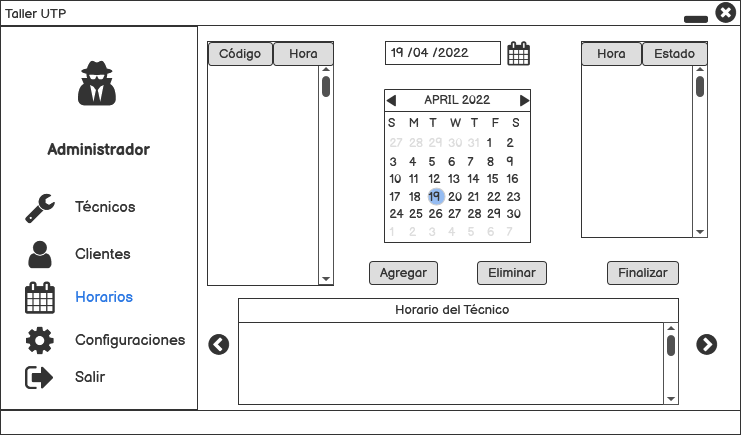 Taller UTP
Administrador
Técnicos
Clientes
Horarios
Configuraciones
Salir
Código Hora
19 /04 /2022
APRIL 2022
S M T W T F S
27 28 29 30 31 1 2
3 4 5 6 7 8 9
10 11 12 13 14 15 16
17 18 19 20 21 22 23
24 25 26 27 28 29 30
1 2 3 4 5 6 7
Hora Estado
Agregar Eliminar Finalizar
Horario del Técnico